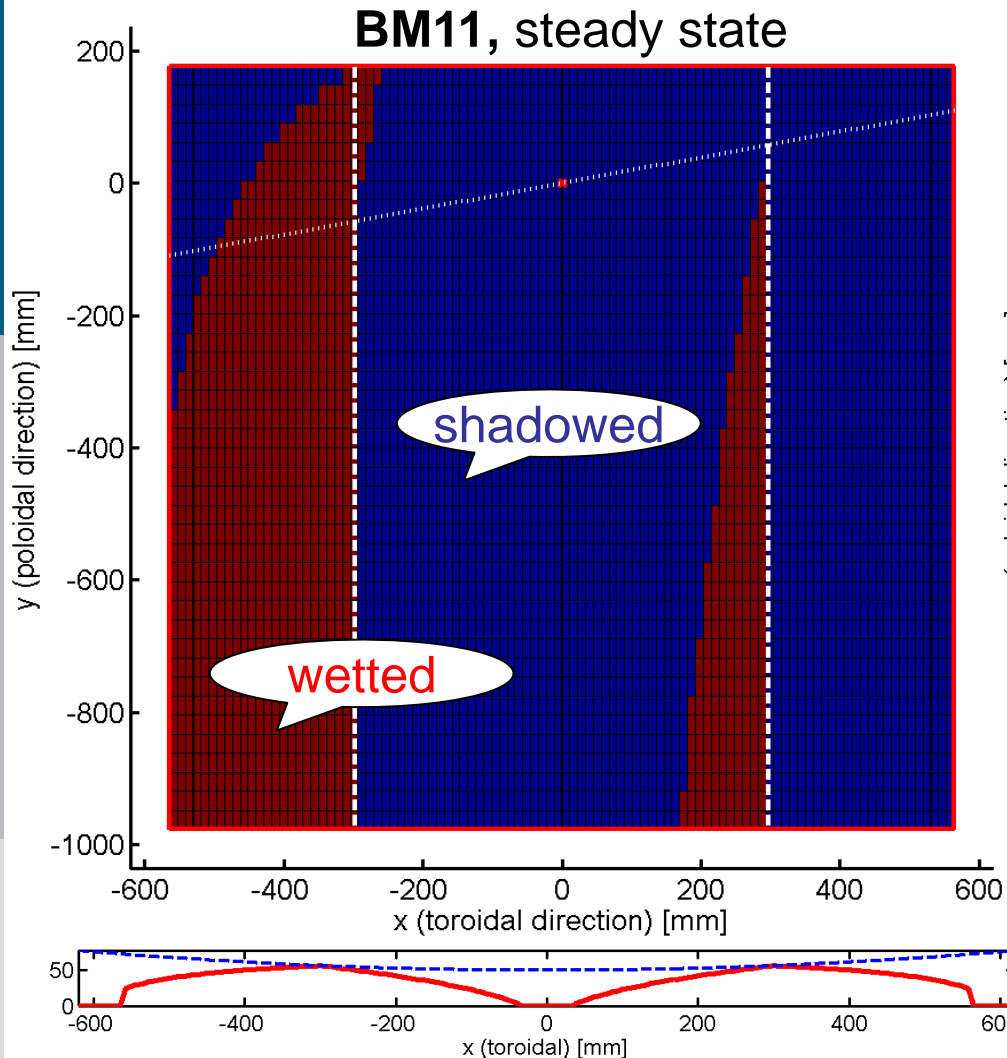 BM11, steady state
200
0
-200
-400
-600
-800
-1000
y (poloidal direction) [mm]
shadowed
wetted
-600 -400 -200 0 200 400 600
x (toroidal direction) [mm]
50
0
-600 -400 -200 0 200 400
x (toroidal) [mm]